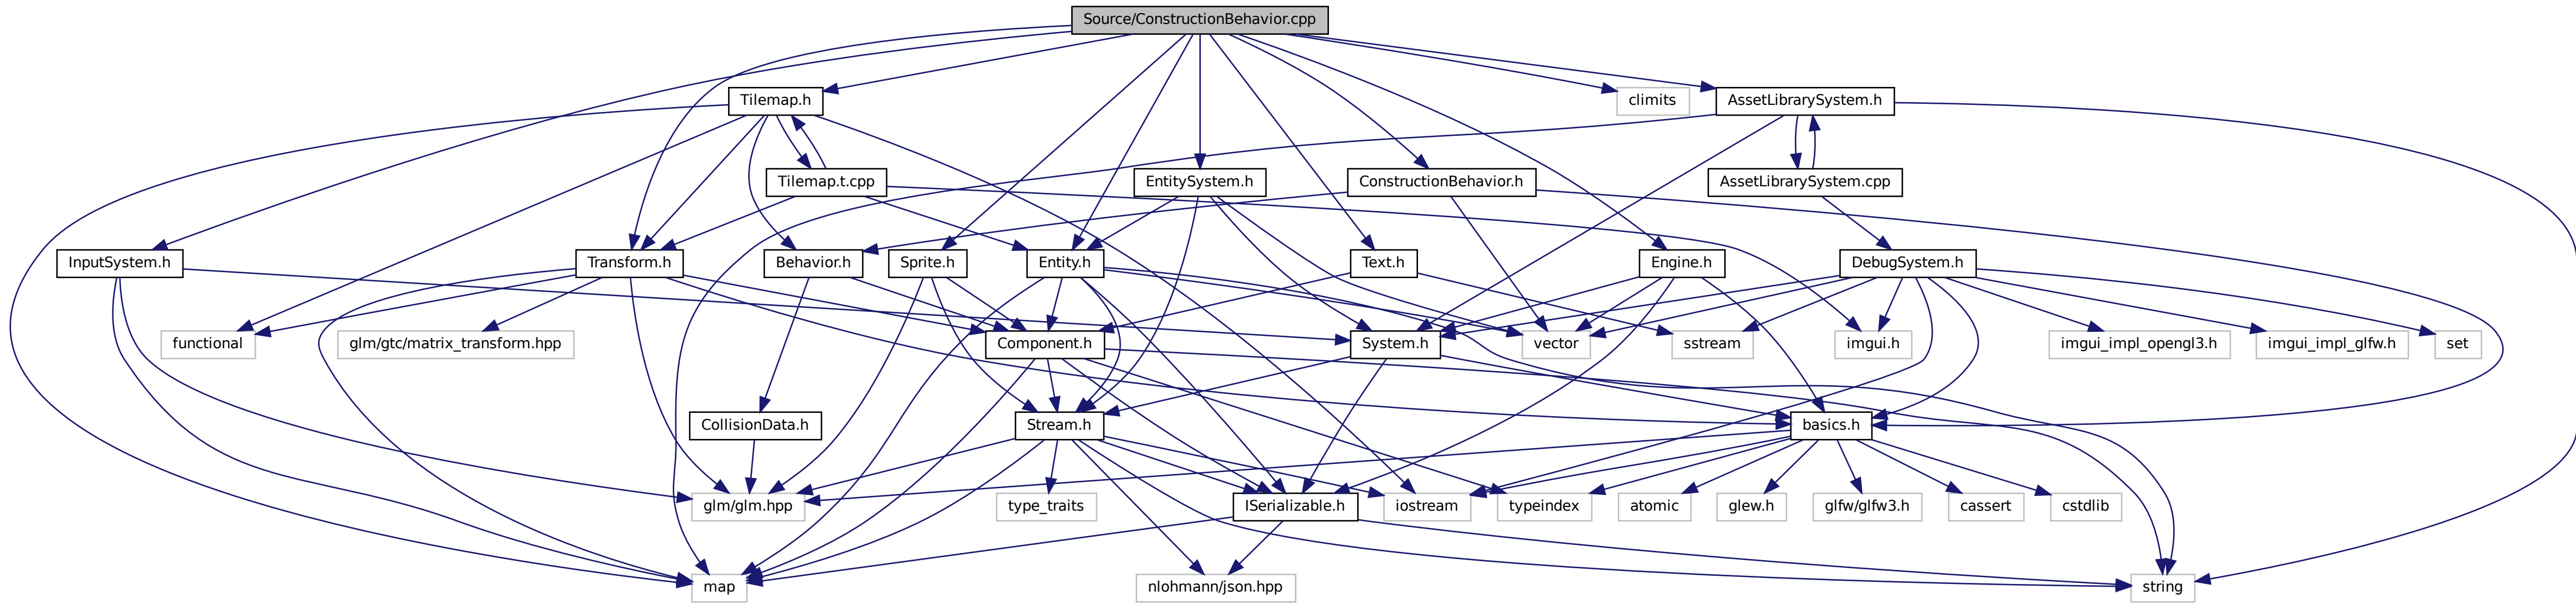 Source/ConstructionBehavior.cpp
Tilemap.h
climits
AssetLibrarySystem.h
Tilemap.t.cpp
EntitySystem.h
ConstructionBehavior.h
AssetLibrarySystem.cpp
InputSystem.h
Transform.h
Behavior.h
Sprite.h
Entity.h
Text.h
Engine.h
DebugSystem.h
functional
glm/gtc/matrix_transform.hpp
Component.h
System.h
vector
sstream
imgui.h
imgui_impl_opengl3.h
imgui_impl_glfw.h
set
CollisionData.h
Stream.h
basics.h
glm/glm.hpp
type_traits
ISerializable.h
iostream
typeindex
atomic
glew.h
glfw/glfw3.h
cassert
cstdlib
map
nlohmann/json.hpp
string